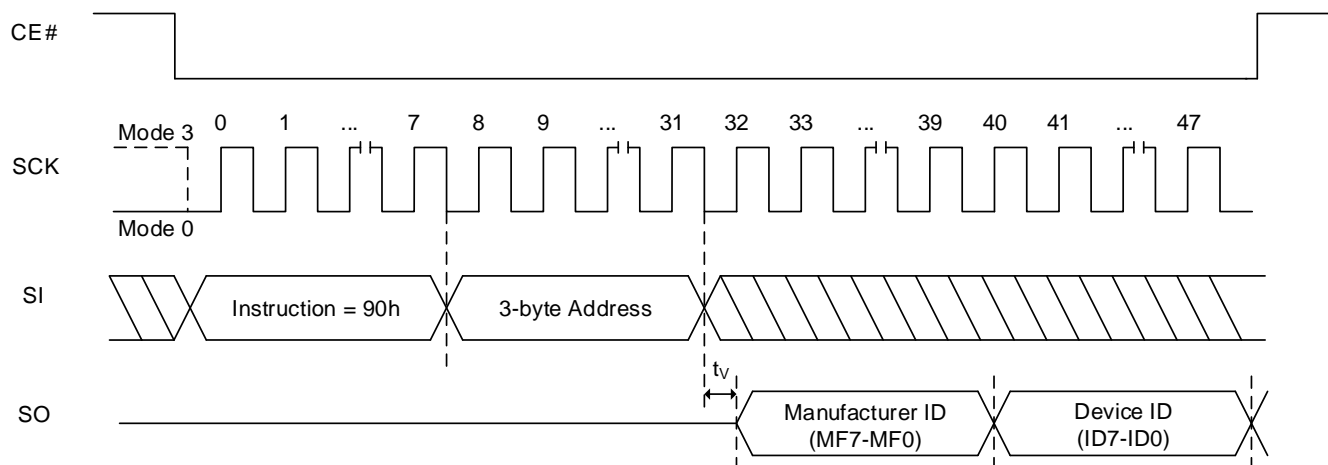 CE#
Mode 3
0 1 ... 7 8 9 ... 31 32 33 ... 39 40 41 ... 47
SCK
Mode 0
SI
Instruction = 90h
3-byte Address
tV
SO
Manufacturer ID
(MF7-MF0)
Device ID
(ID7-ID0)